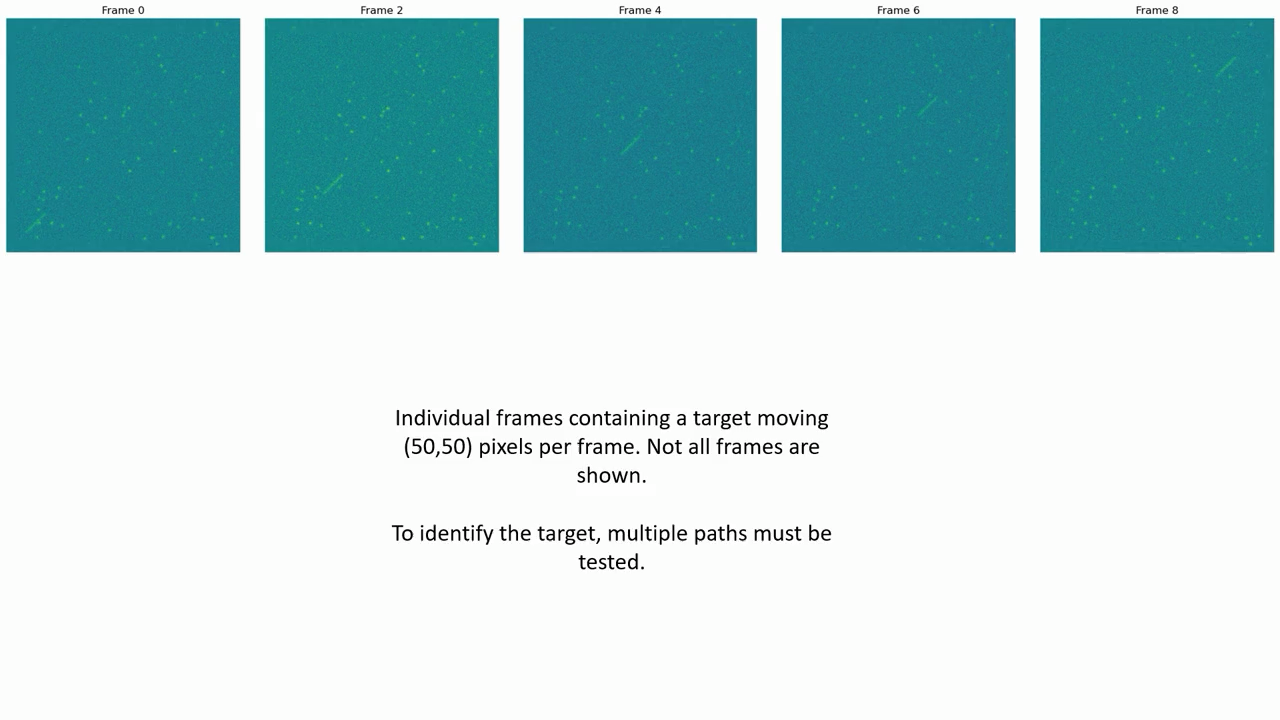 Frame 0
Frame 2
Frame 4
Frame 6
Frame 8
Individual frames containing a target moving
(50,50) pixels per frame. Not all frames are
shown.
To identify the target, multiple paths must be
tested.